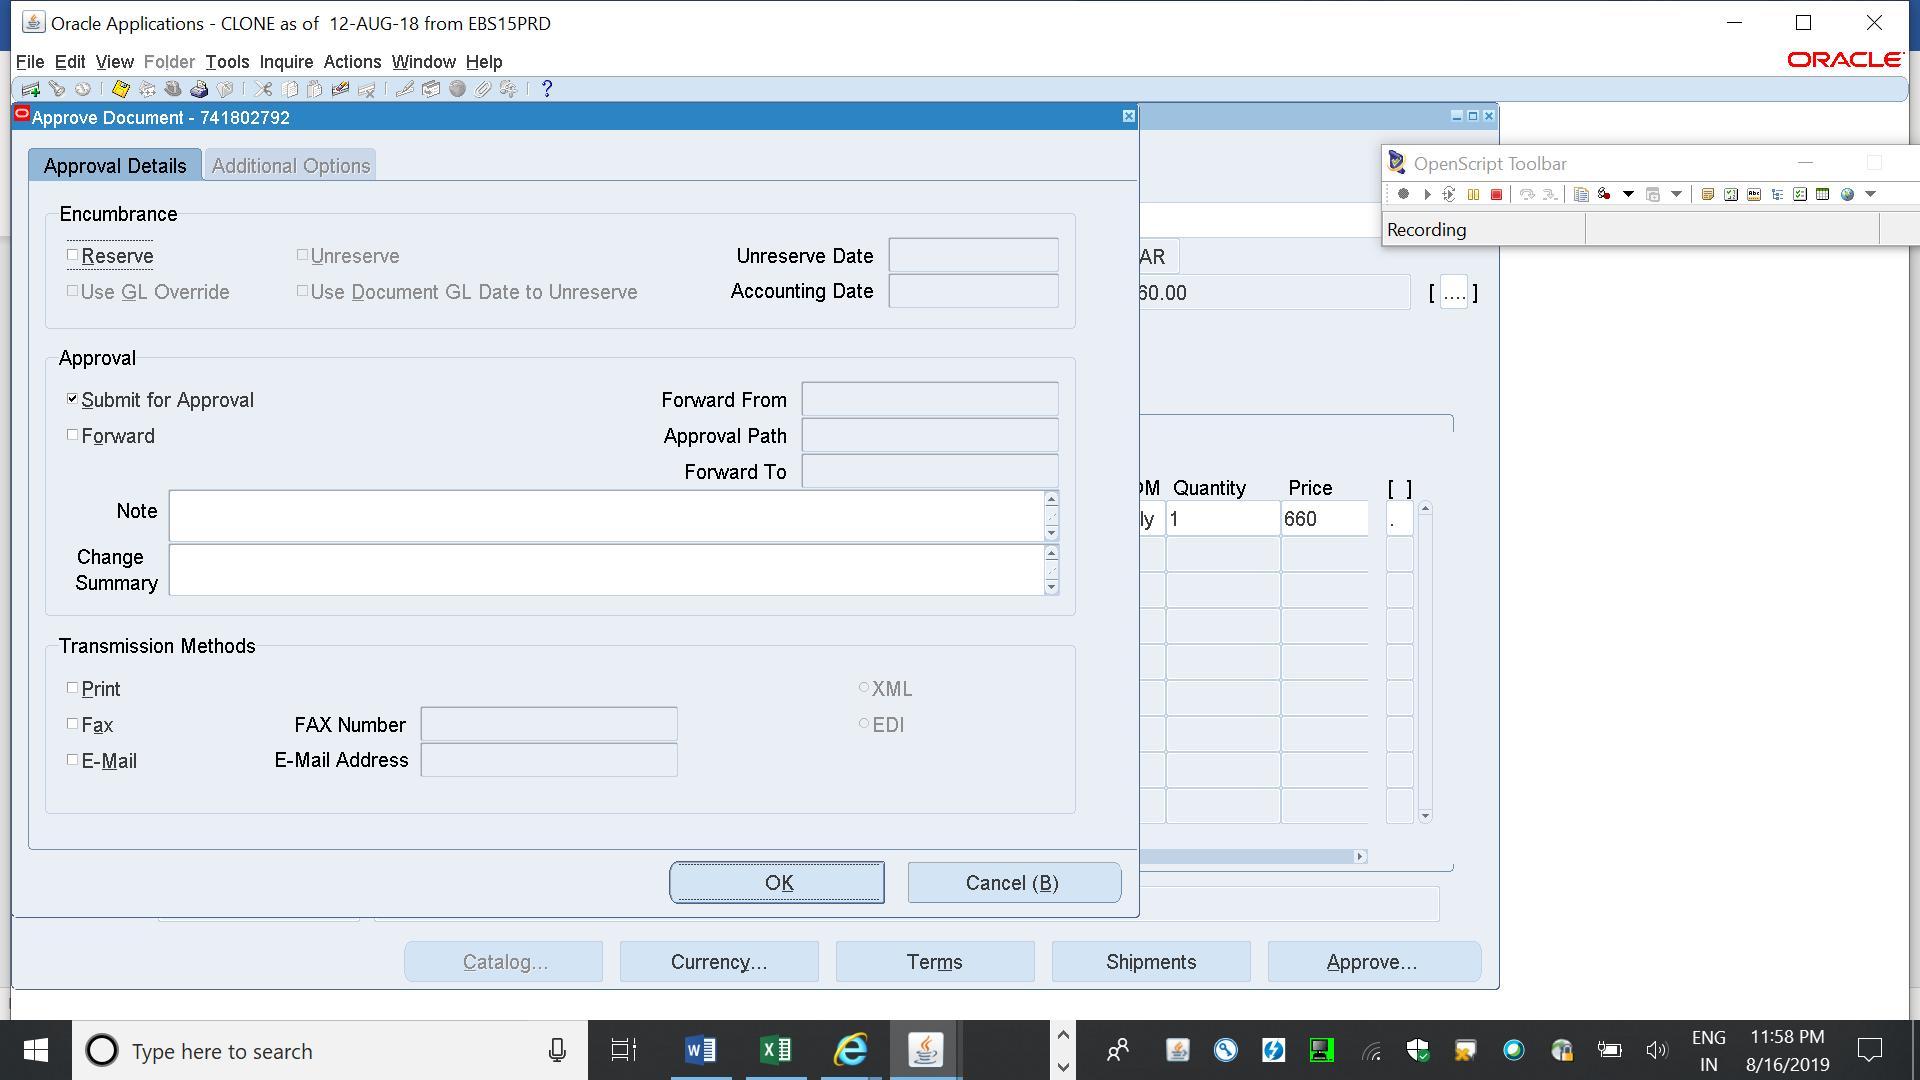 Oracle Applications - CLONE as of  12-AUG-18 from EBS15PRD
File Edit View Folder Tools Inquire Actions Window Help
ORACLE
Approve Document - 741802792
OpenScript Toolbar
Recording
Approval Details
Additional Options
Encumbrance
Reserve
Unreserve
Unreserve Date
Use GL Override
Use Document GL Date to Unreserve
Accounting Date
AR
60.00
[ .... ]
Approval
Submit for Approval
Forward From
Forward
Approval Path
Forward To
Note
Change
Summary
OM Quantity Price [ ]
ly 1 660 .
Transmission Methods
Print
XML
Fax
FAX Number
EDI
E-Mail
E-Mail Address
OK
Cancel (B)
Catalog...
Currency...
Terms
Shipments
Approve...
Type here to search
ENG
IN
11:58 PM
8/16/2019